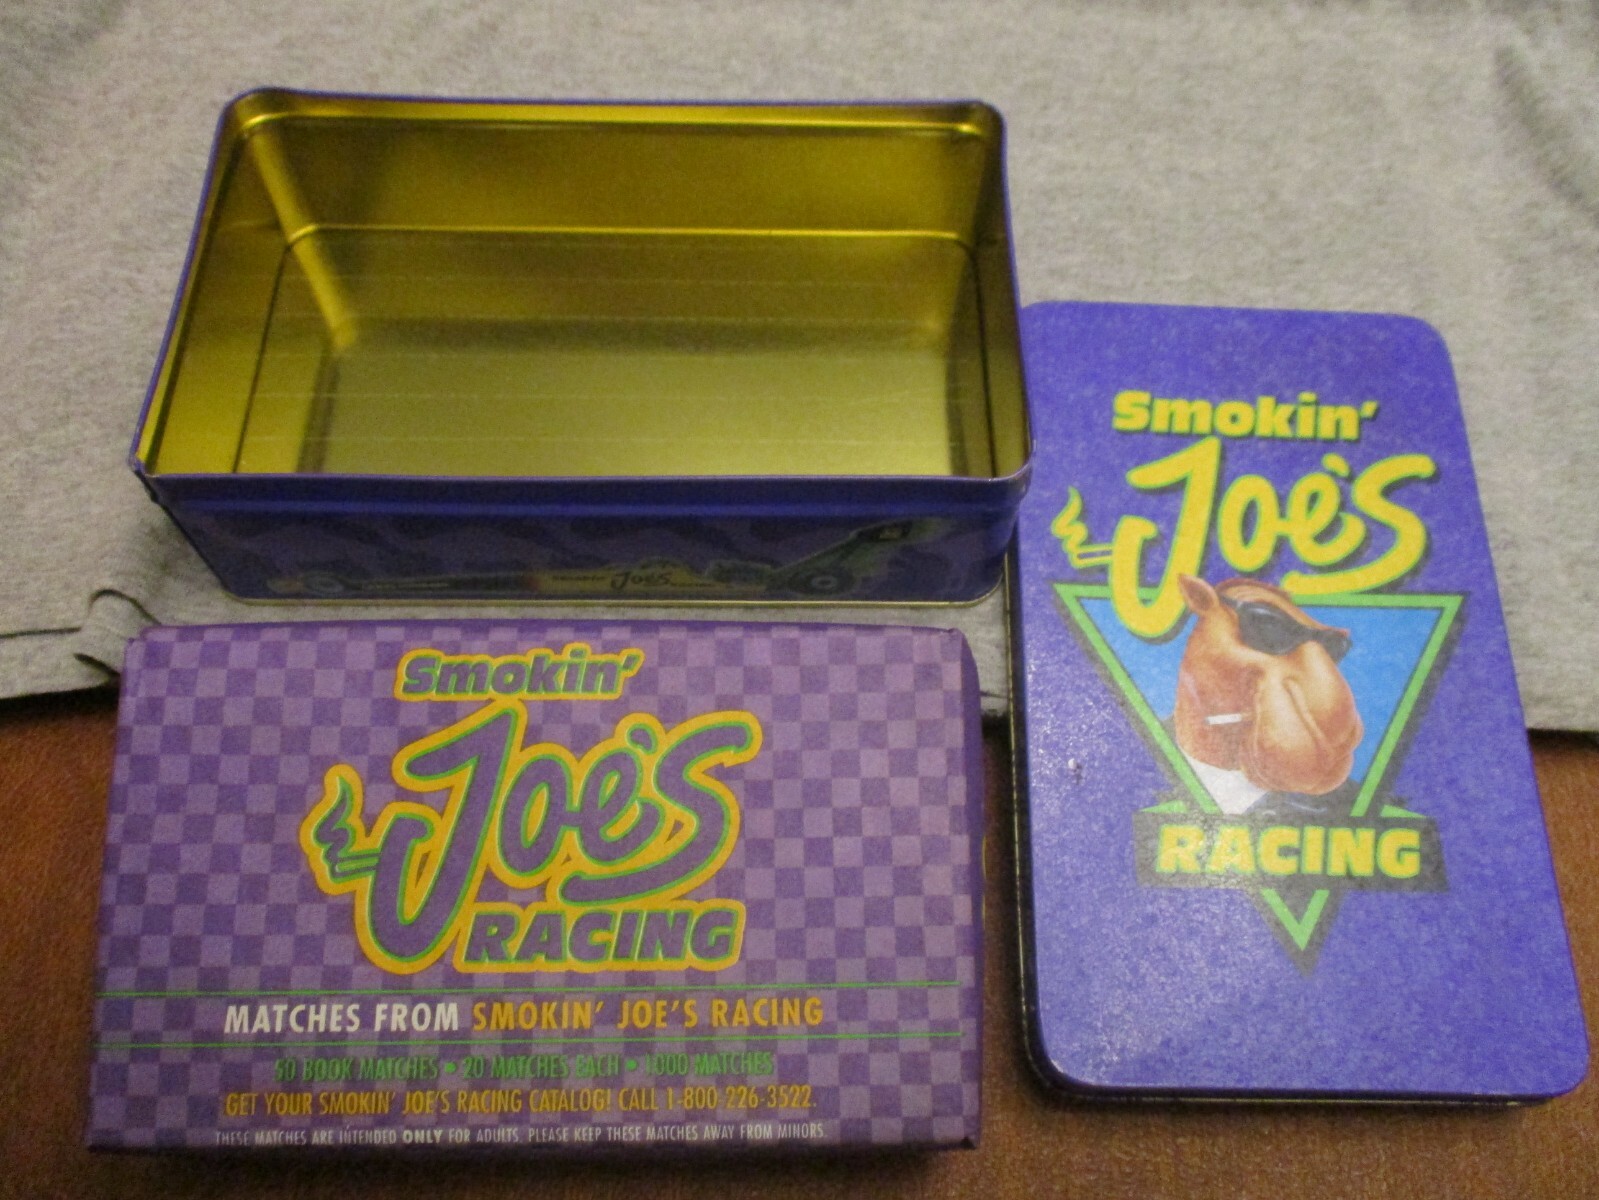 Smokin'
Joe's
RACING
Smokin'
Joe's
Smokin'
Joe's
RACING
MATCHES FROM SMOKIN' JOE'S RACING
50 BOOK MATCHES • 20 MATCHES EACH • 1000 MATCHES
GET YOUR SMOKIN' JOE'S RACING CATALOG! CALL 1-800-226-3522.
THESE MATCHES ARE INTENDED ONLY FOR ADULTS. PLEASE KEEP THESE MATCHES AWAY FROM MINORS.